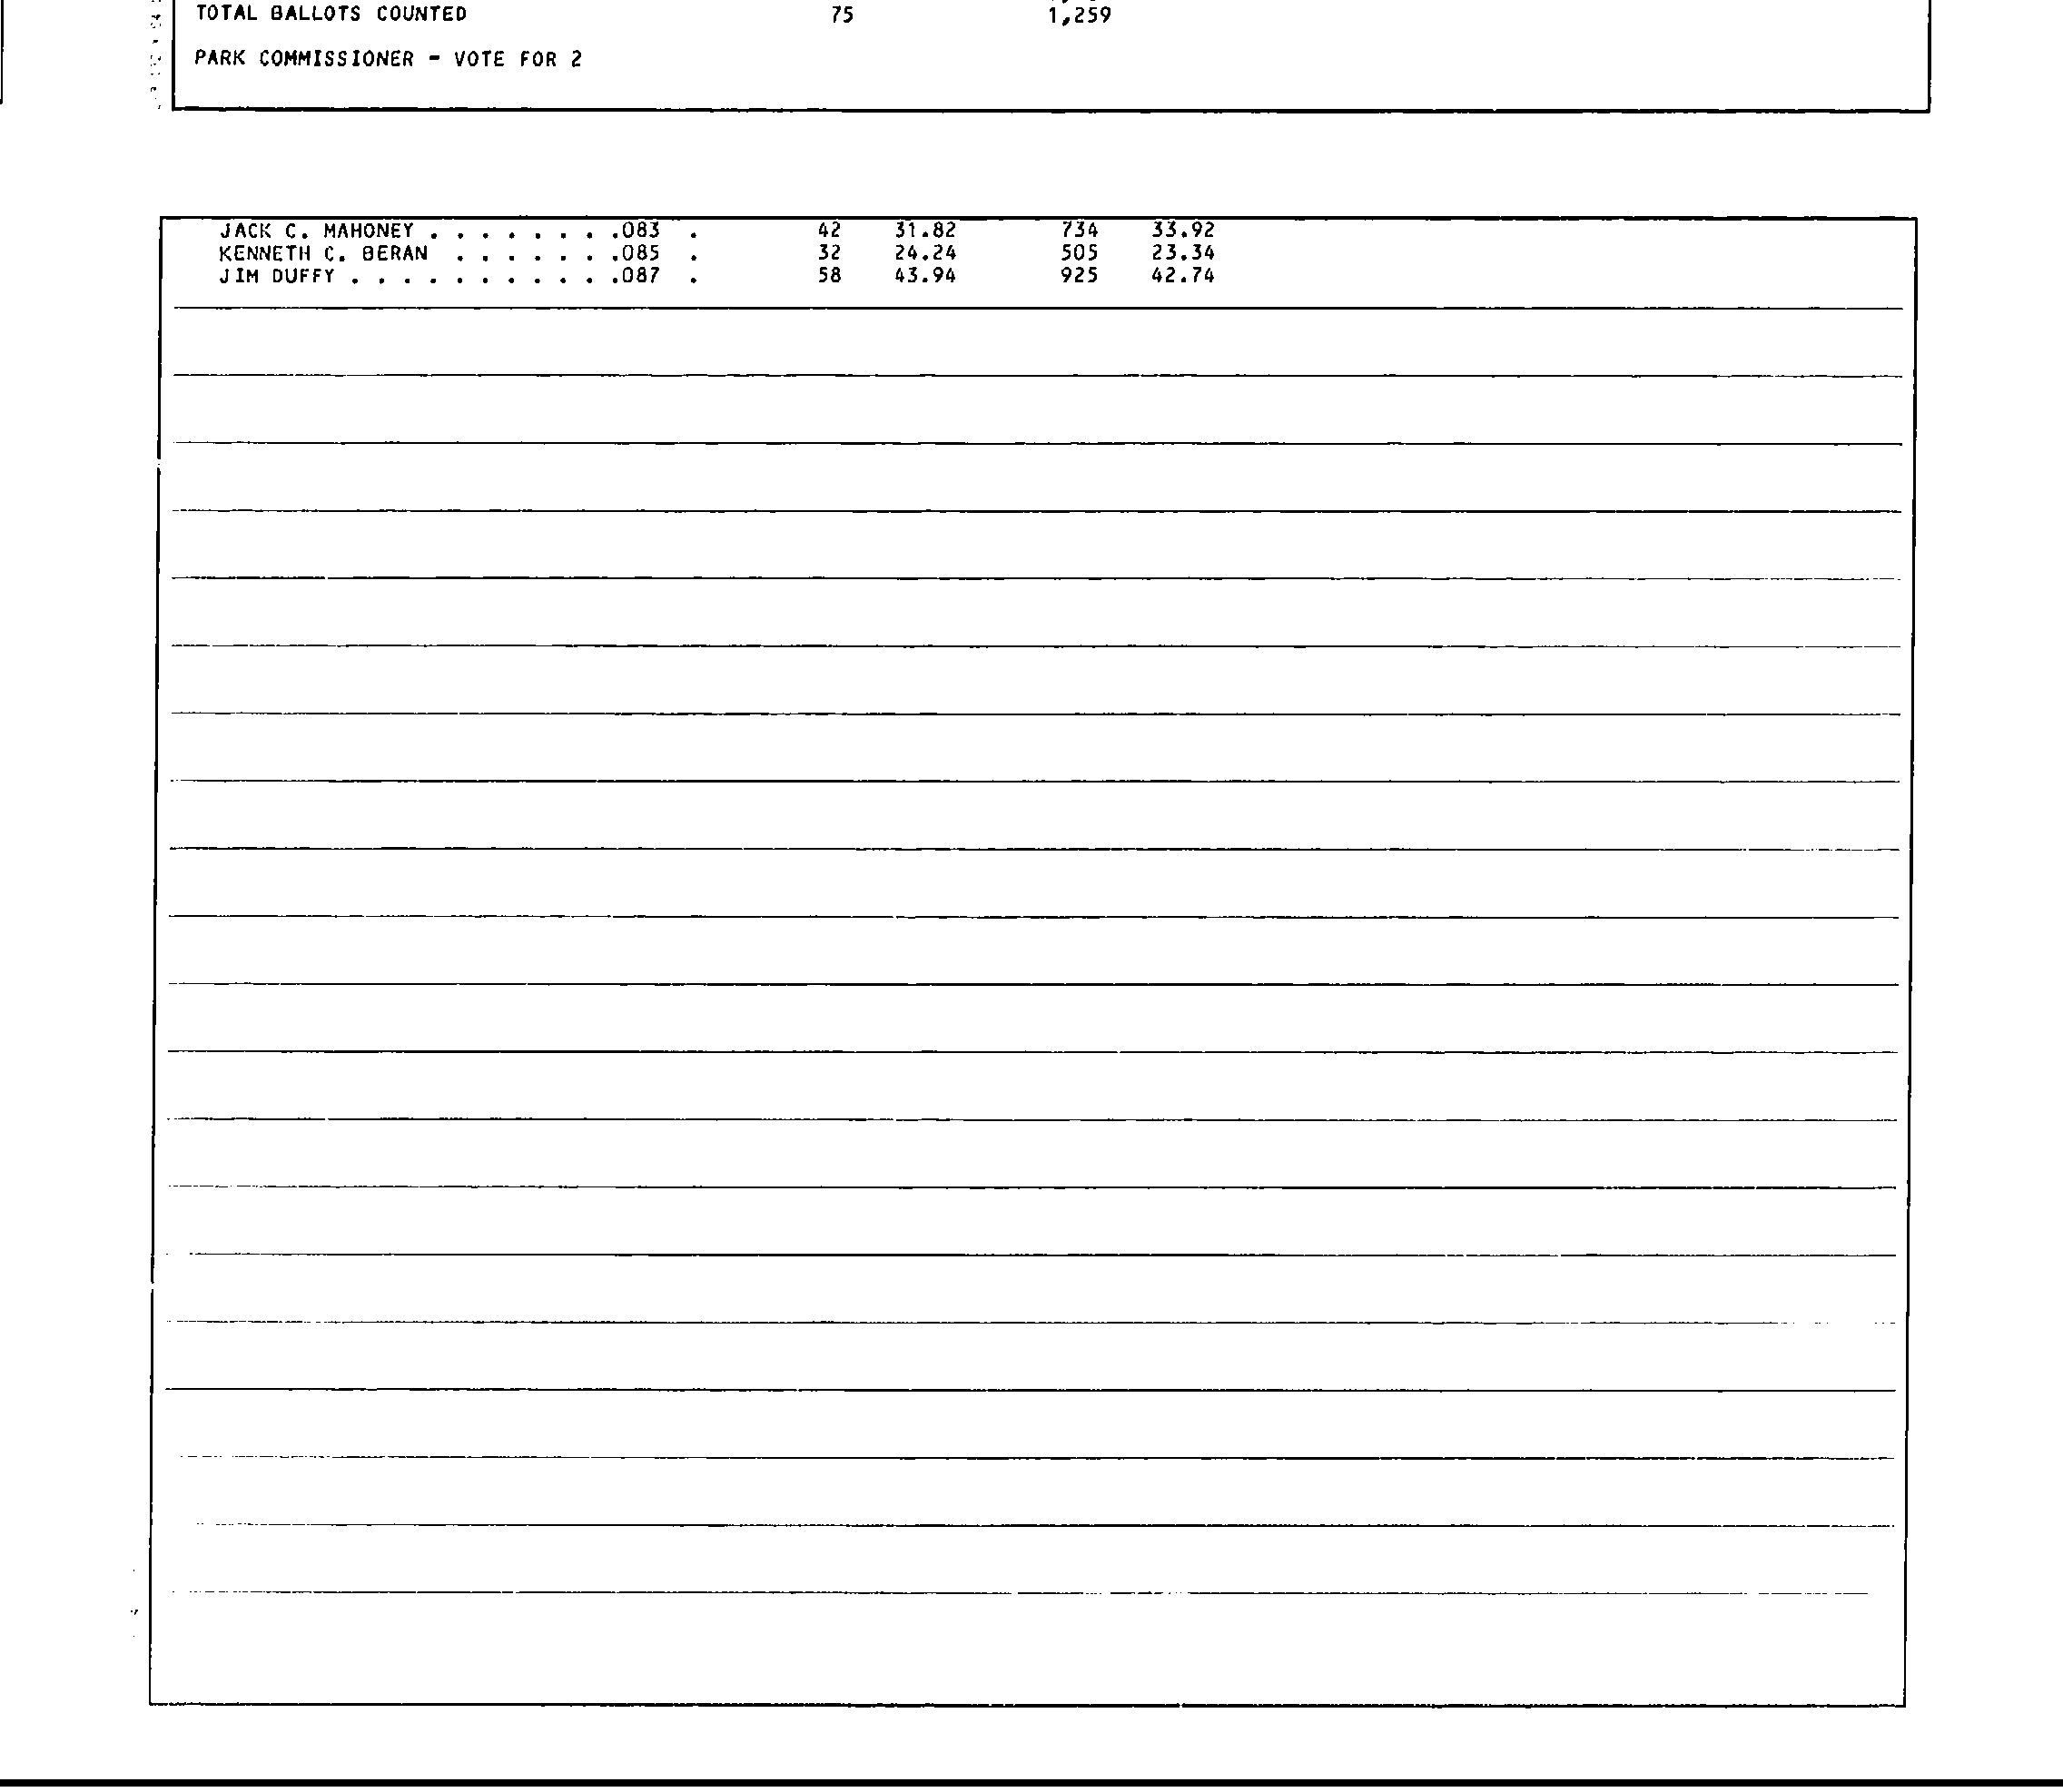 TOTAL BALLOTS COUNTED 75 1,259
PARK COMMISSIONER - VOTE FOR 2
JACK C. MAHONEY . . . . . . . .083 . 42 31.82 734 33.92
KENNETH C. BERAN . . . . . . .085 . 32 24.24 505 23.34
JIM DUFFY . . . . . . . . . . .087 . 58 43.94 925 42.74